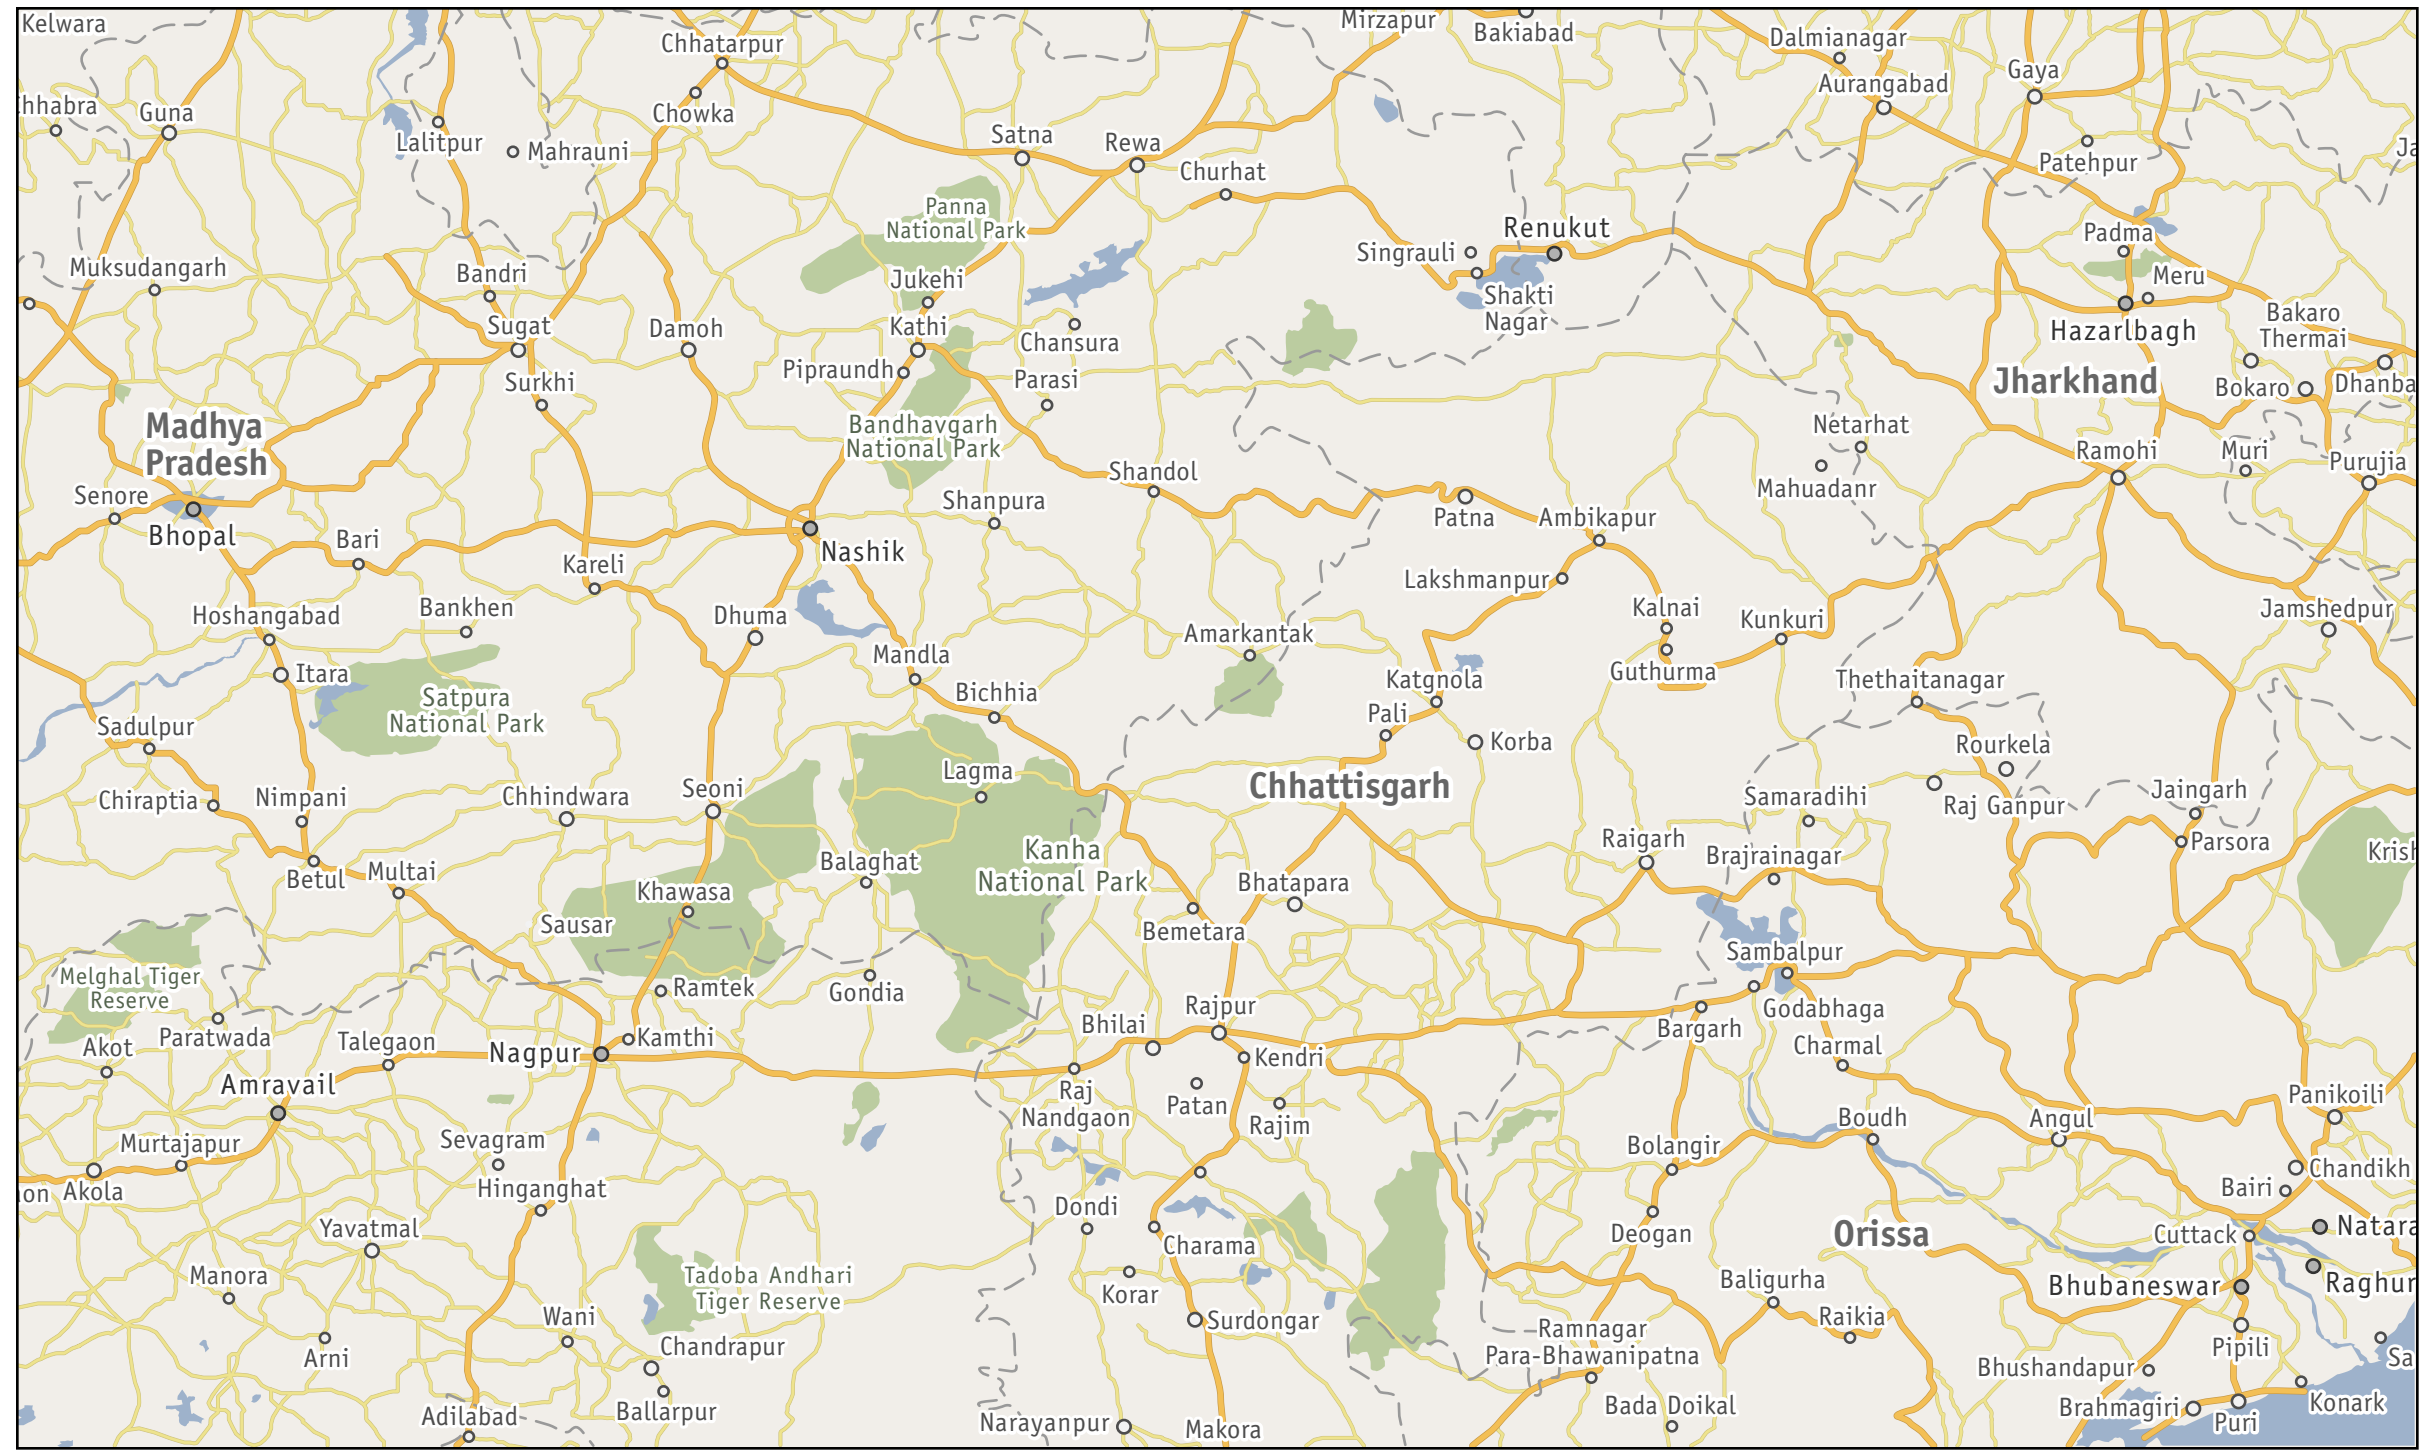 Kelwara
Chhatarpur
Mirzapur
Bakiabad
Dalmianagar
Gaya
Aurangabad
hhabra
Guna
Chowka
Lalitpur
Mahrauni
Satna
Rewa
Churhat
Patehpur
Panna
National Park
Renukut
Singrauli
Padma
Muksudangarh
Bandri
Jukehi
Shakti
Nagar
Meru
Hazarlbagh
Bakaro
Thermai
Sugat
Damoh
Kathi
Chansura
Surkhi
Pipraundh
Parasi
Jharkhand
Bokaro
Dhanba
Madhya
Pradesh
Bandhavgarh
National Park
Netarhat
Mahuadanr
Ramohi
Muri
Purujia
Senore
Bhopal
Shandol
Shanpura
Patna
Ambikapur
Bari
Kareli
Nashik
Lakshmanpur
Hoshangabad
Bankhen
Dhuma
Amarkantak
Kalnai
Kunkuri
Jamshedpur
Itara
Mandla
Guthurma
Satpura
National Park
Bichhia
Katgnola
Thethaitanagar
Sadulpur
Pali
Korba
Rourkela
Chiraptia
Nimpani
Chhindwara
Seoni
Lagma
Chhattisgarh
Samaradihi
Raj Ganpur
Jaingarh
Parsora
Betul
Multai
Balaghat
Kanha
National Park
Raigarh
Brajrainagar
Krish
Khawasa
Bhatapara
Sausar
Bemetara
Sambalpur
Melghal Tiger
Reserve
Ramtek
Gondia
Godabhaga
Paratwada
Akot
Talegaon
Nagpur
Kamthi
Bhilai
Rajpur
Kendri
Bargarh
Charmal
Amravail
Raj
Nandgaon
Patan
Rajim
Panikoili
Murtajapur
Sevagram
Bolangir
Boudh
Angul
Chandikh
on
Akola
Hinganghat
Bairi
Yavatmal
Dondi
Charama
Deogan
Orissa
Cuttack
Natara
Manora
Tadoba Andhari
Tiger Reserve
Korar
Baligurha
Bhubaneswar
Raghur
Wani
Surdongar
Raikia
Arni
Chandrapur
Ramnagar
Para-Bhawanipatna
Pipili
Sa
Bhushandapur
Adilabad
Ballarpur
Narayanpur
Makora
Bada Doikal
Brahmagiri
Puri
Konark
Ja